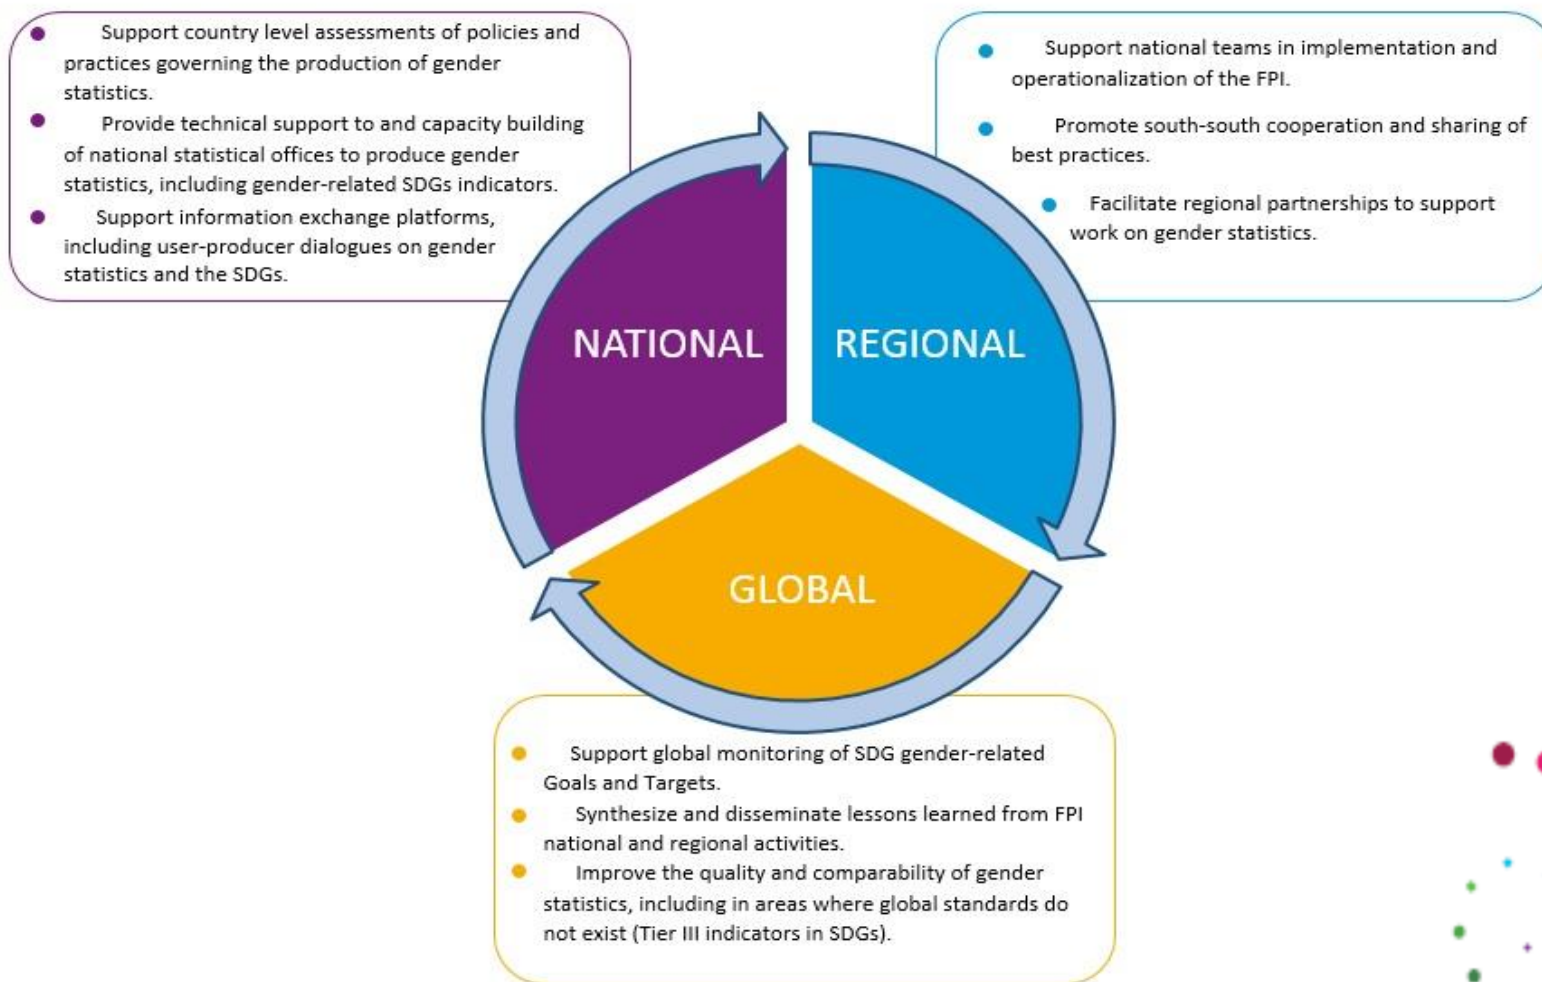 Support country level assessments of policies and
practices governing the production of gender
statistics.
Provide technical support to and capacity building
of national statistical offices to produce gender
statistics, including gender-related SDGs indicators.
Support information exchange platforms,
including user-producer dialogues on gender
statistics and the SDGs.
Support national teams in implementation and
operationalization of the FPI.
Promote south-south cooperation and sharing of
best practices.
Facilitate regional partnerships to support
work on gender statistics.
NATIONAL
REGIONAL
GLOBAL
Support global monitoring of SDG gender-related
Goals and Targets.
Synthesize and disseminate lessons learned from FPI
national and regional activities.
Improve the quality and comparability of gender
statistics, including in areas where global standards do
not exist (Tier III indicators in SDGs).